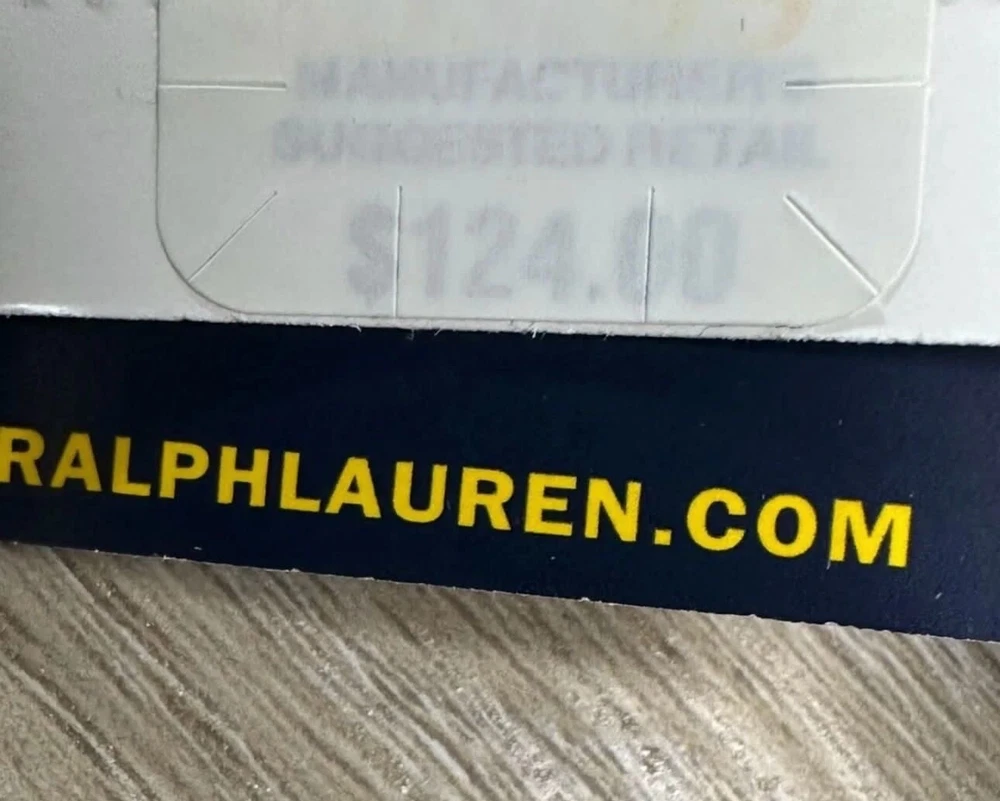 MANUFACTURER'S
SUGGESTED RETAIL
$124.00
RALPHLAUREN.COM